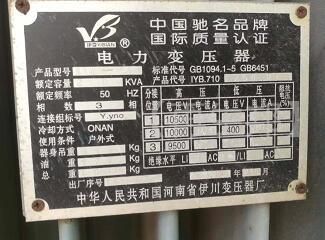 中国驰名品牌
国际质量认证
电力变压器
产品型号 标准代号 GB1094.1-5 GB6451
额定容量 KVA 产品代号 IYB.710
额定频率 50 HZ
相数 3 相
连接组标号 Y.yno
冷却方式 ONAN
使用条件 户外式
器身吊重 Kg
油重 Kg
总重 Kg
出厂序号
分接 高压 低压
电压V 电流A 电压V 电流A
1 10500
2 10000 400
3 9500
绝缘水平 LI AC LI AC
中华人民共和国河南省伊川变压器厂